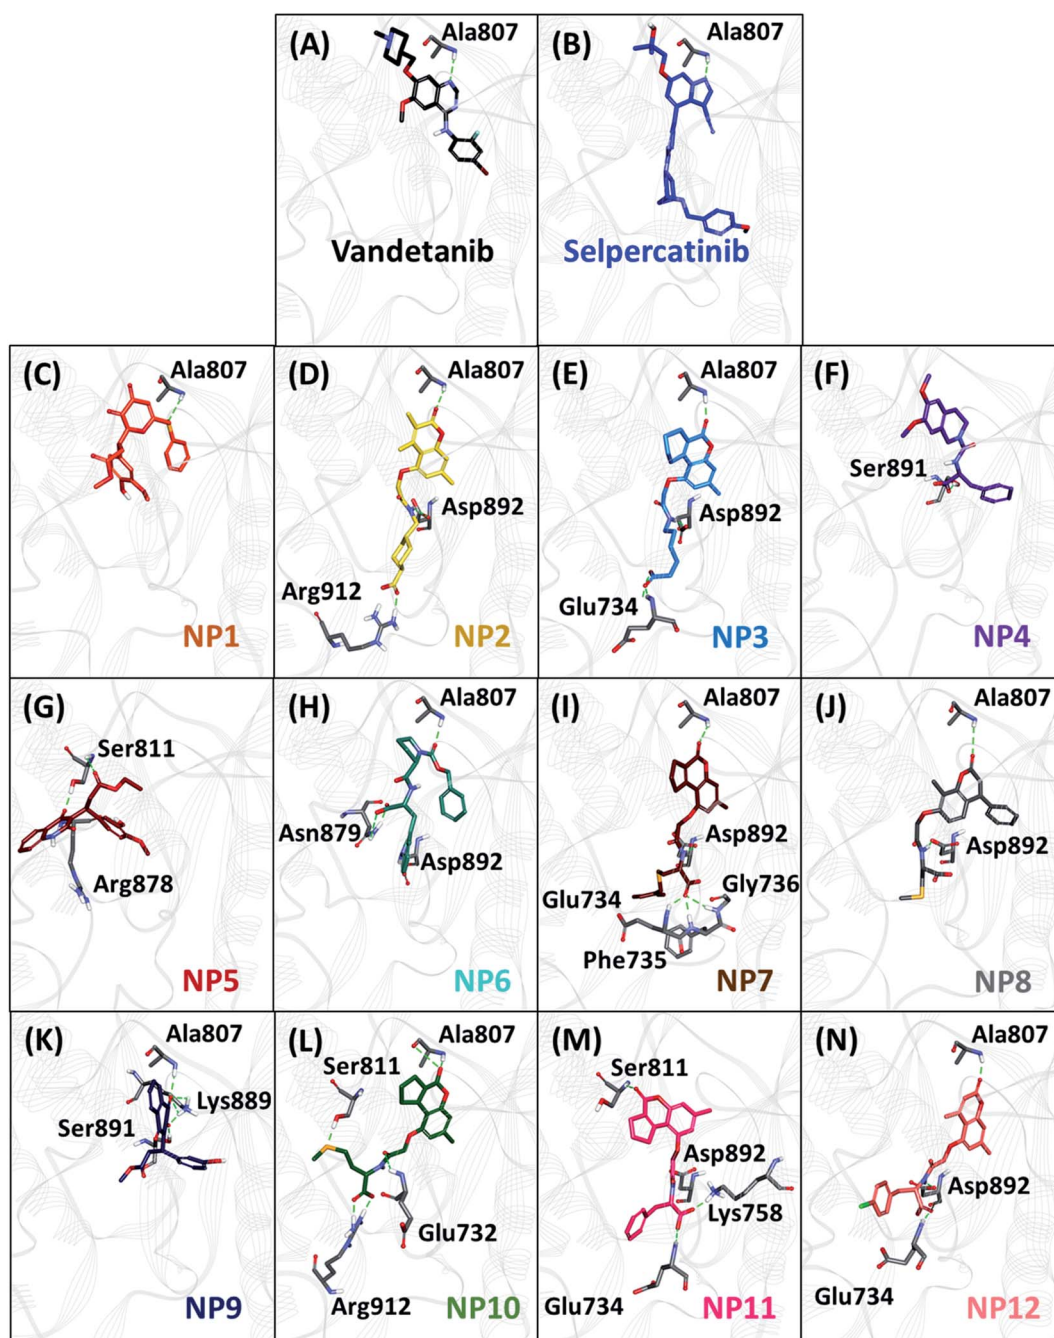 (A)
Ala807
Vandetanib
(B)
Ala807
Selpercatinib
(C)
Ala807
NP1
(D)
Ala807
Asp892
Arg912
NP2
(E)
Ala807
Asp892
Glu734
NP3
(F)
Ser891
NP4
(G)
Ser811
Arg878
NP5
(H)
Ala807
Asn879
Asp892
NP6
(I)
Ala807
Asp892
Glu734
Gly736
Phe735
NP7
(J)
Ala807
Asp892
NP8
(K)
Ala807
Lys889
Ser891
NP9
(L)
Ala807
Ser811
Glu732
Arg912
NP10
(M)
Ser811
Asp892
Lys758
Glu734
NP11
(N)
Ala807
Asp892
Glu734
NP12